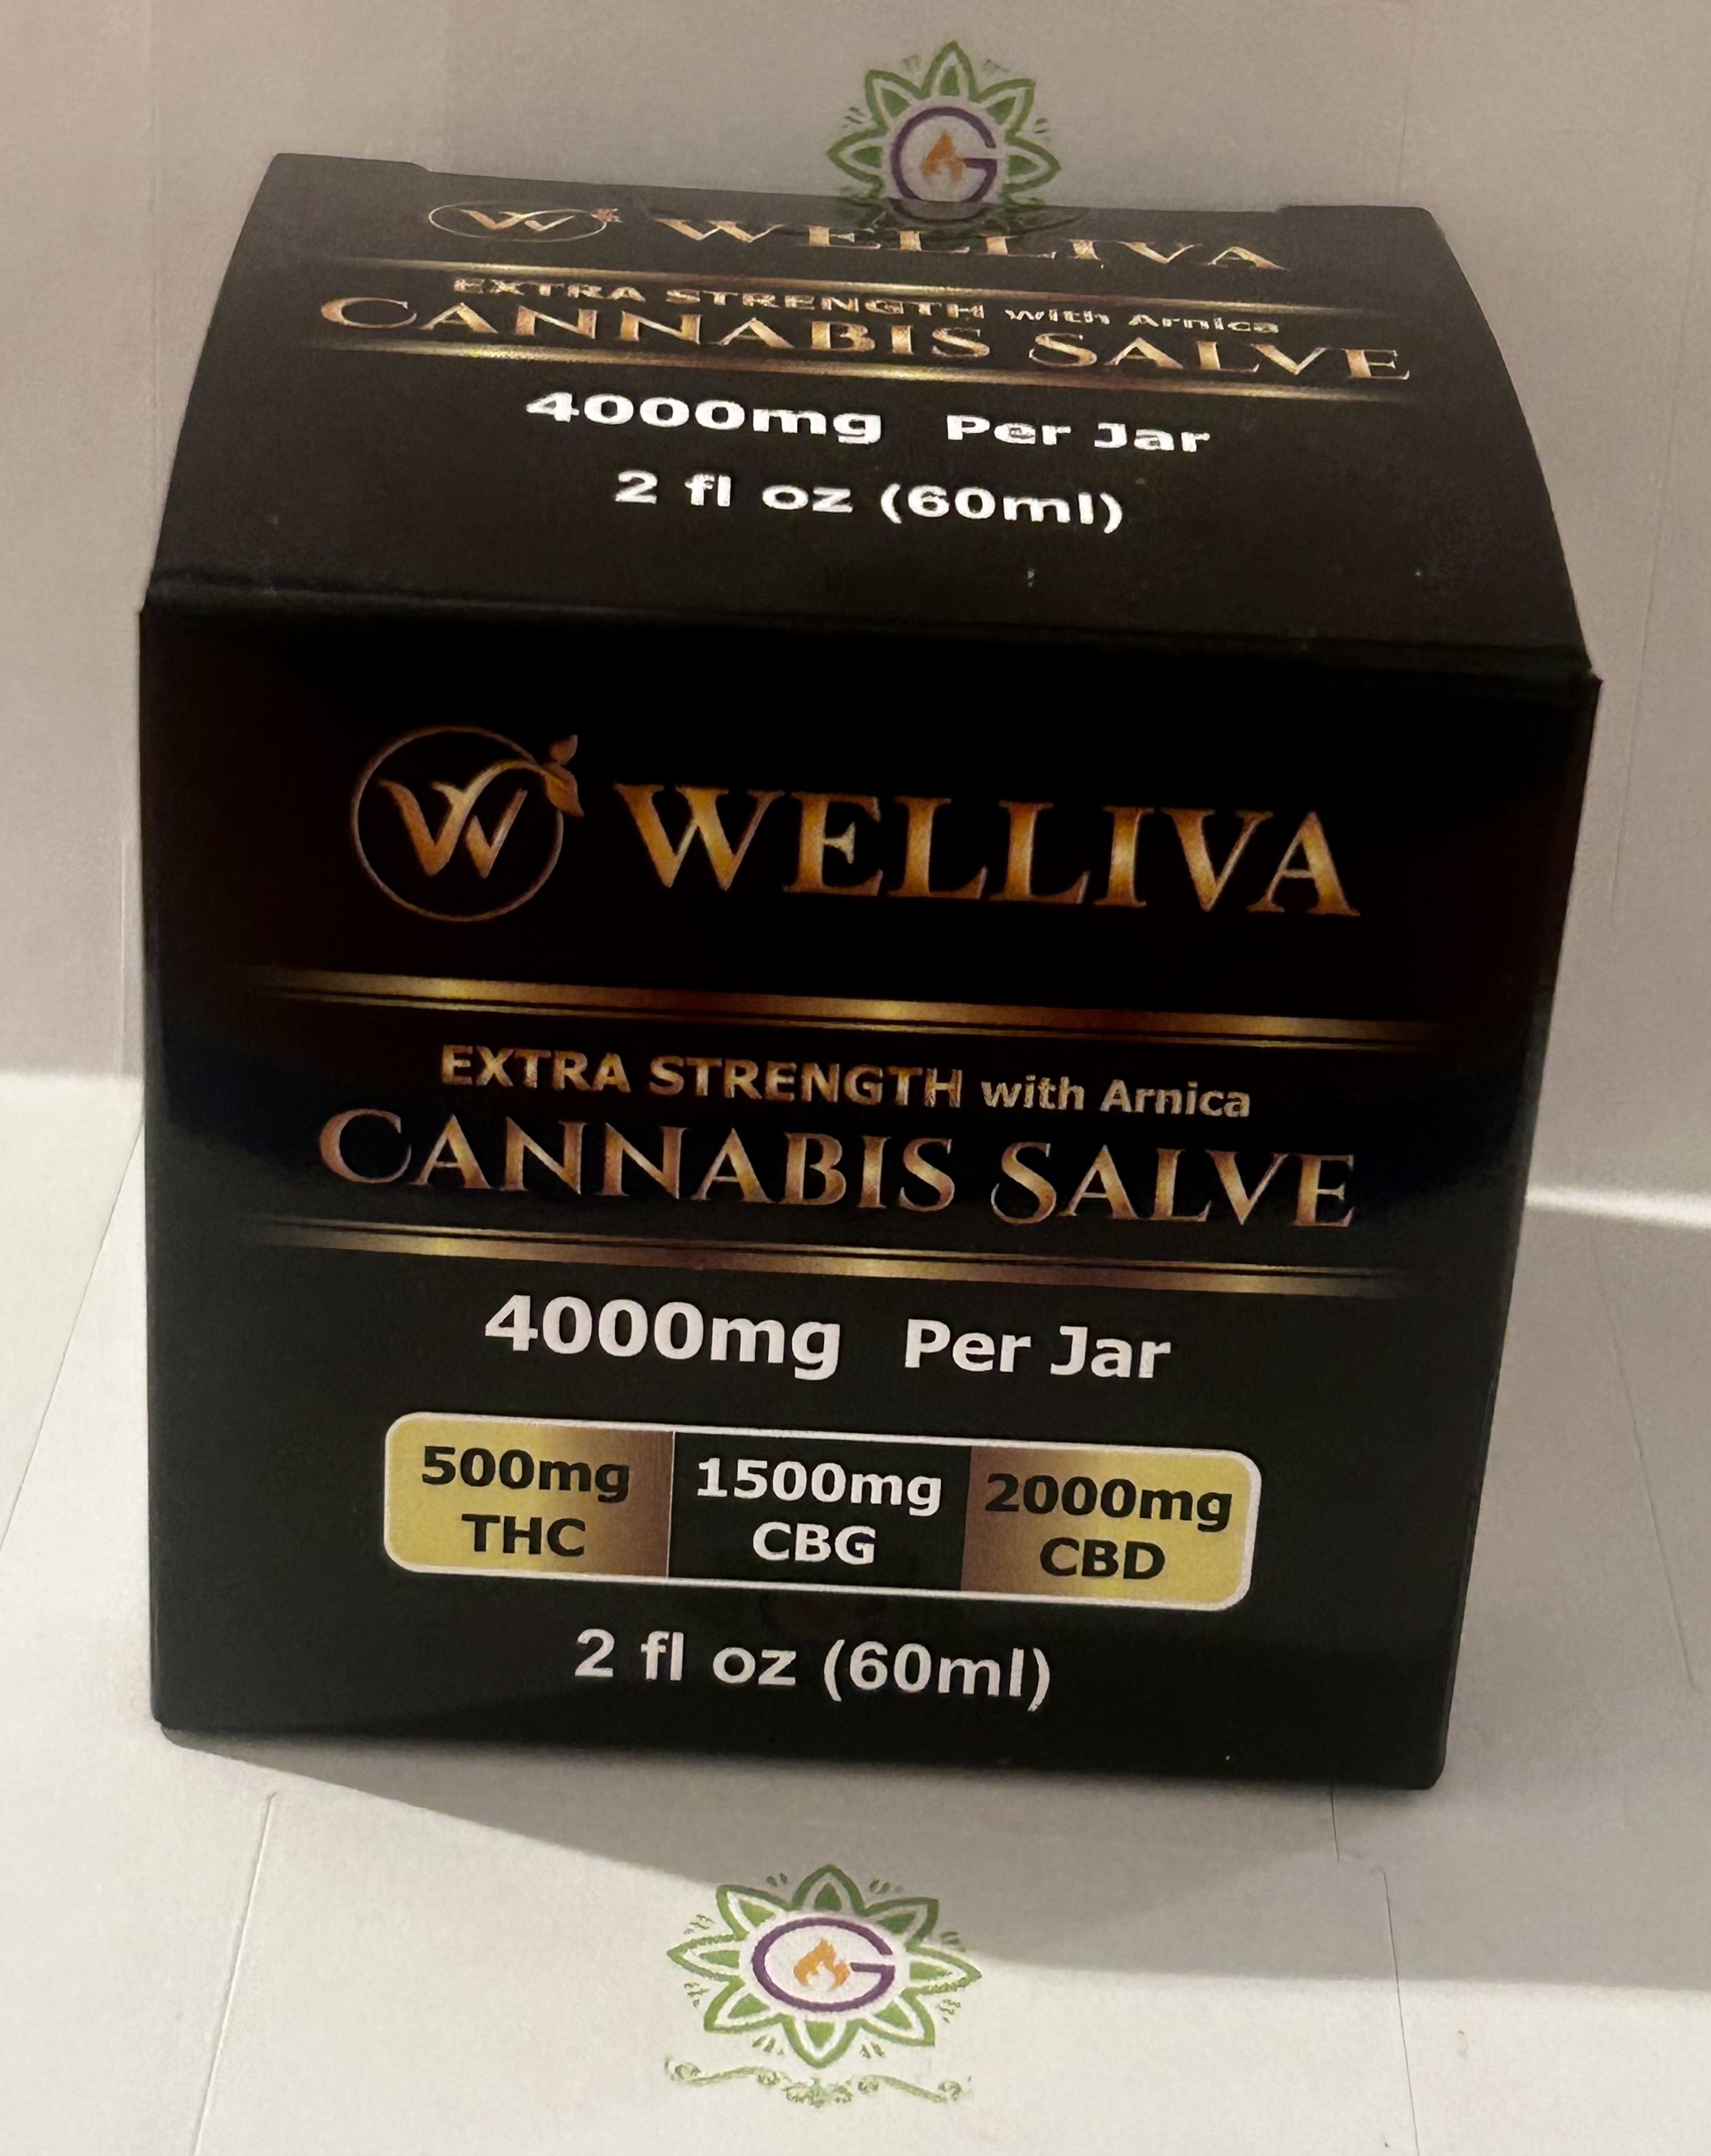 W WELLIVA
EXTRA STRENGTH with Arnica
CANNABIS SALVE
4000mg Per Jar
2 fl oz (60ml)
W WELLIVA
EXTRA STRENGTH with Arnica
CANNABIS SALVE
4000mg Per Jar
500mg 1500mg 2000mg
THC CBG CBD
2 fl oz (60ml)